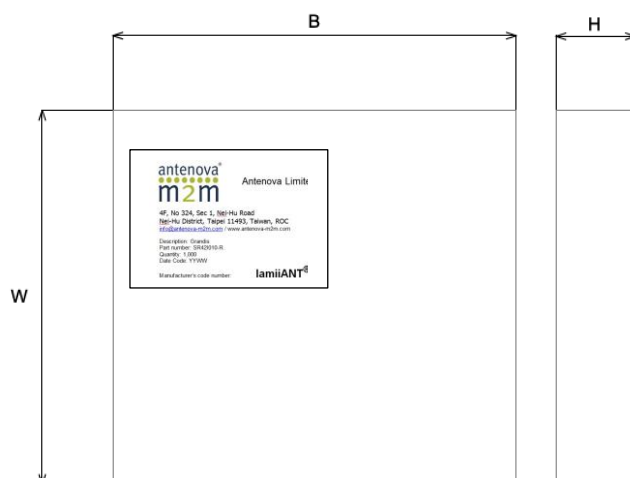 B
H
W
antenova®
m2m
Antenova Limite
4F, No 324, Sec 1, Nei-Hu Road
Nei-Hu District, Taipei 11493, Taiwan, ROC
info@antenova-m2m.com / www.antenova-m2m.com
Description: Grandis
Part number: SR42I010-R
Quantity: 1,000
Date Code: YYWW
Manufacturer's code number:
lamiiANT®